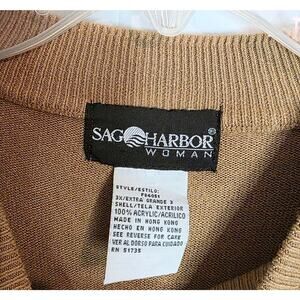 SAG HARBOR®
WOMAN
STYLE/ESTILO:
3X/EXTRA GRANDE 3
SHELL/TELA EXTERIOR
100% ACRYLIC/ACRILICO
MADE IN HONG KONG
HECHO EN HONG KONG
SEE REVERSE FOR CARE
VER AL DORSO PARA CUIDADO
RN 51735